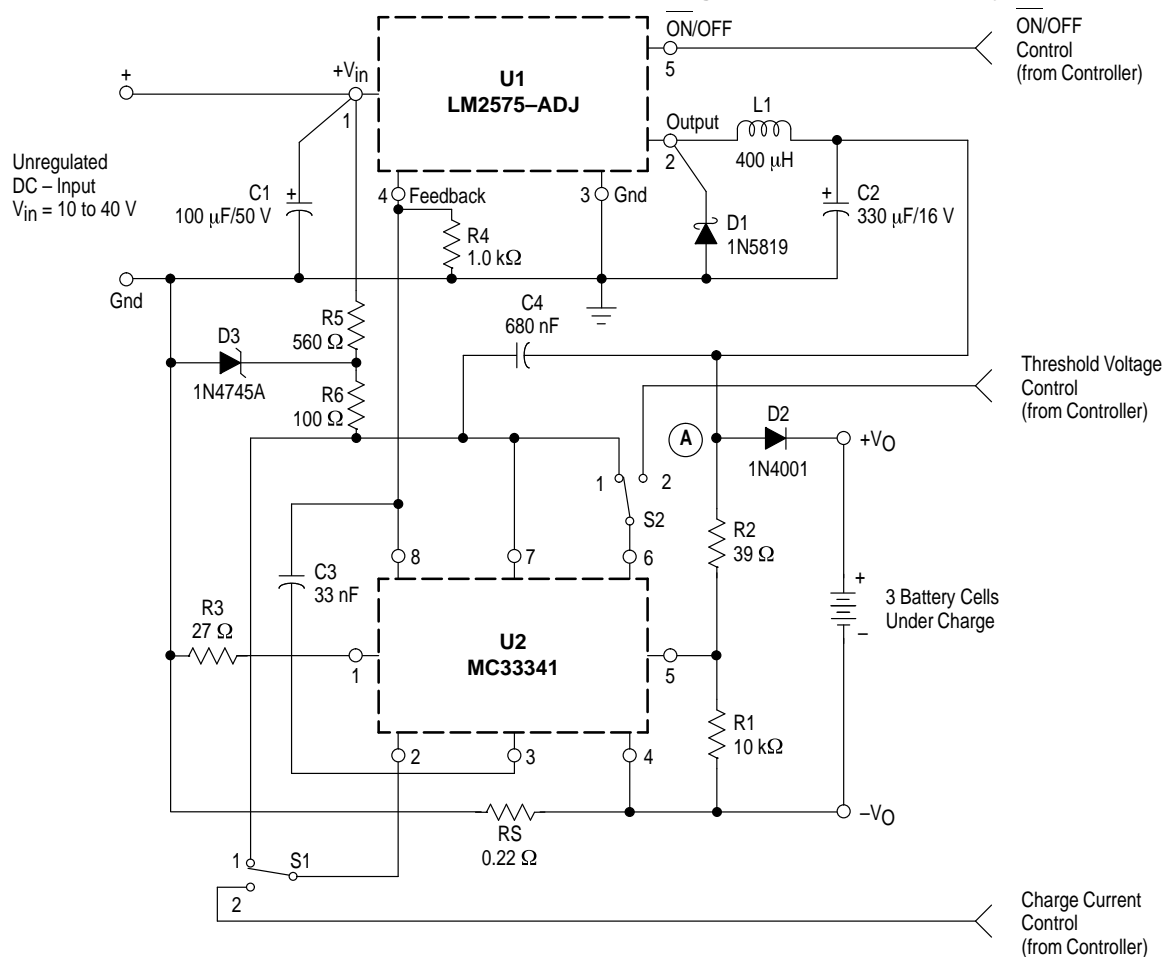 ON/OFF
5
ON/OFF
Control
(from Controller)
+
+Vin
1
U1
LM2575–ADJ
Output
2
L1
400 µH
Unregulated
DC – Input
Vin = 10 to 40 V
C1
+
100 µF/50 V
4
Feedback
3
Gnd
R4
1.0 kΩ
D1
1N5819
+
C2
330 µF/16 V
Gnd
R5
560 Ω
C4
680 nF
D3
1N4745A
R6
100 Ω
Threshold Voltage
Control
(from Controller)
A
D2
1N4001
+VO
1
2
S2
8
7
6
R2
39 Ω
C3
33 nF
R3
27 Ω
1
U2
MC33341
5
+
–
3 Battery Cells
Under Charge
R1
10 kΩ
2
3
4
RS
0.22 Ω
–VO
1
S1
2
Charge Current
Control
(from Controller)